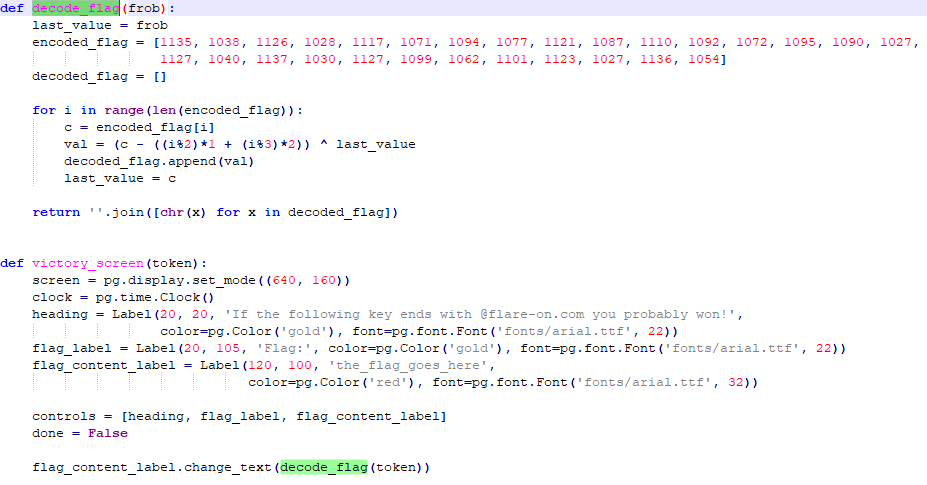 def decode_flag(frob):
    last_value = frob
    encoded_flag = [1135, 1038, 1126, 1028, 1117, 1071, 1094, 1077, 1121, 1087, 1110, 1092, 1072, 1095, 1090, 1027,
                    1127, 1040, 1137, 1030, 1127, 1099, 1062, 1101, 1123, 1027, 1136, 1054]
    decoded_flag = []

    for i in range(len(encoded_flag)):
        c = encoded_flag[i]
        val = (c - ((i%2)*1 + (i%3)*2)) ^ last_value
        decoded_flag.append(val)
        last_value = c

    return ''.join([chr(x) for x in decoded_flag])


def victory_screen(token):
    screen = pg.display.set_mode((640, 160))
    clock = pg.time.Clock()
    heading = Label(20, 20, 'If the following key ends with @flare-on.com you probably won!',
                    color=pg.Color('gold'), font=pg.font.Font('fonts/arial.ttf', 22))
    flag_label = Label(20, 105, 'Flag:', color=pg.Color('gold'), font=pg.font.Font('fonts/arial.ttf', 22))
    flag_content_label = Label(120, 100, 'the_flag_goes_here',
                               color=pg.Color('red'), font=pg.font.Font('fonts/arial.ttf', 32))

    controls = [heading, flag_label, flag_content_label]
    done = False

    flag_content_label.change_text(decode_flag(token))